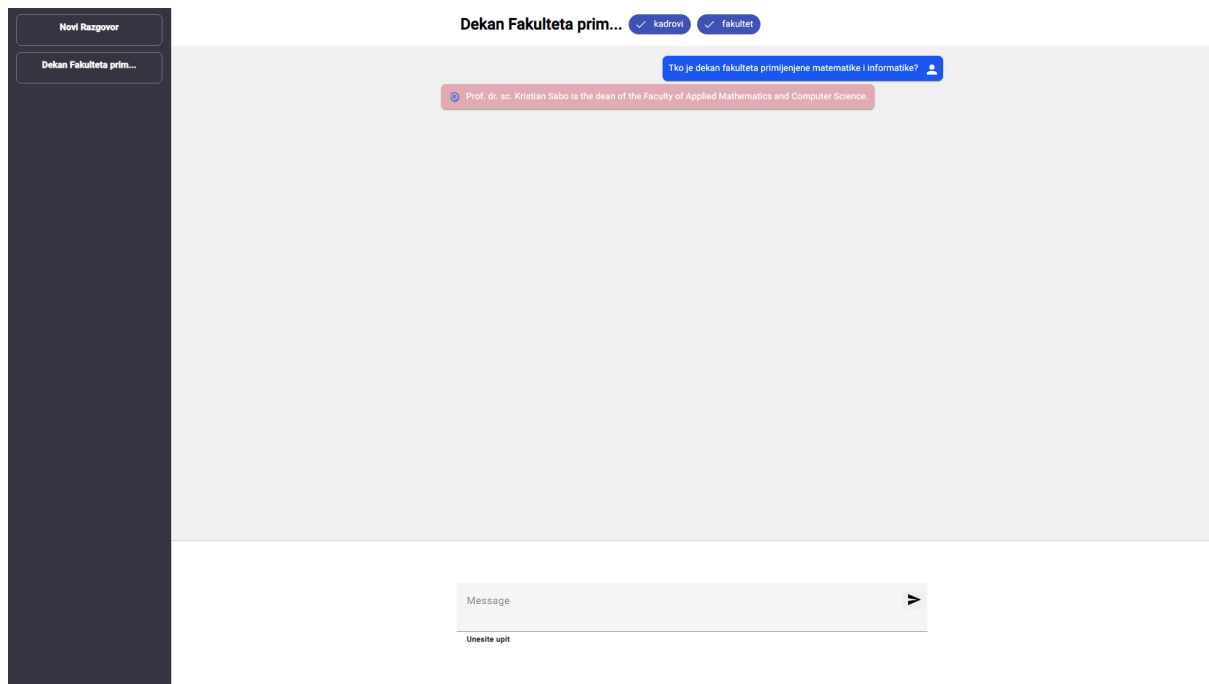 Novi Razgovor
Dekan Fakulteta prim...
Dekan Fakulteta prim... kadrovi fakultet
Tko je dekan fakulteta primijenjene matematike i informatike?
Prof. dr. sc. Kristian Sabo is the dean of the Faculty of Applied Mathematics and Computer Science.
Message
Unesite upit